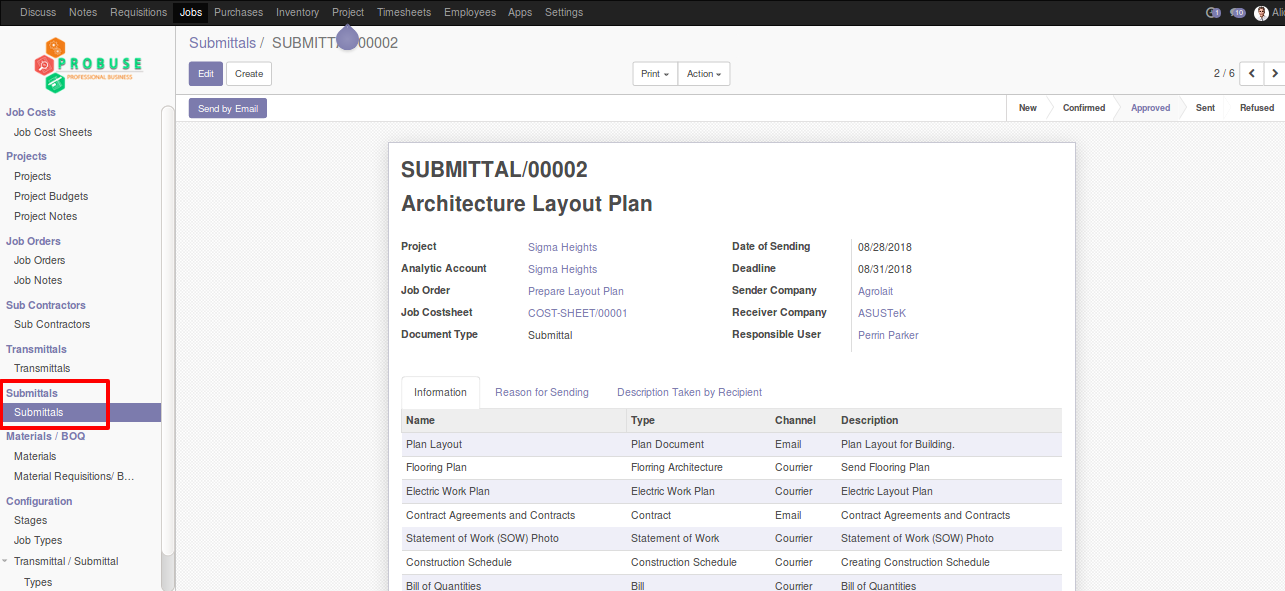 Discuss Notes Requisitions Jobs Purchases Inventory Project Timesheets Employees Apps Settings 1 10 Ali
PROBUSE
PROFESSIONAL BUSINESS
Submittals / SUBMITT 00002
Edit Create Print Action 2 / 6
Send by Email New Confirmed Approved Sent Refused
Job Costs
Job Cost Sheets
Projects
Projects
Project Budgets
Project Notes
Job Orders
Job Orders
Job Notes
Sub Contractors
Sub Contractors
Transmittals
Transmittals
Submittals
Submittals
Materials / BOQ
Materials
Material Requisitions/ B...
Configuration
Stages
Job Types
Transmittal / Submittal
Types
SUBMITTAL/00002
Architecture Layout Plan
Project Sigma Heights Date of Sending 08/28/2018
Analytic Account Sigma Heights Deadline 08/31/2018
Job Order Prepare Layout Plan Sender Company Agrolait
Job Costsheet COST-SHEET/00001 Receiver Company ASUSTeK
Document Type Submittal Responsible User Perrin Parker
Information Reason for Sending Description Taken by Recipient
Name Type Channel Description
Plan Layout Plan Document Email Plan Layout for Building.
Flooring Plan Florring Architecture Courrier Send Flooring Plan
Electric Work Plan Electric Work Plan Courrier Electric Layout Plan
Contract Agreements and Contracts Contract Email Contract Agreements and Contracts
Statement of Work (SOW) Photo Statement of Work Courrier Statement of Work (SOW) Photo
Construction Schedule Construction Schedule Courrier Creating Construction Schedule
Bill of Quantities Bill Courrier Bill of Quantities